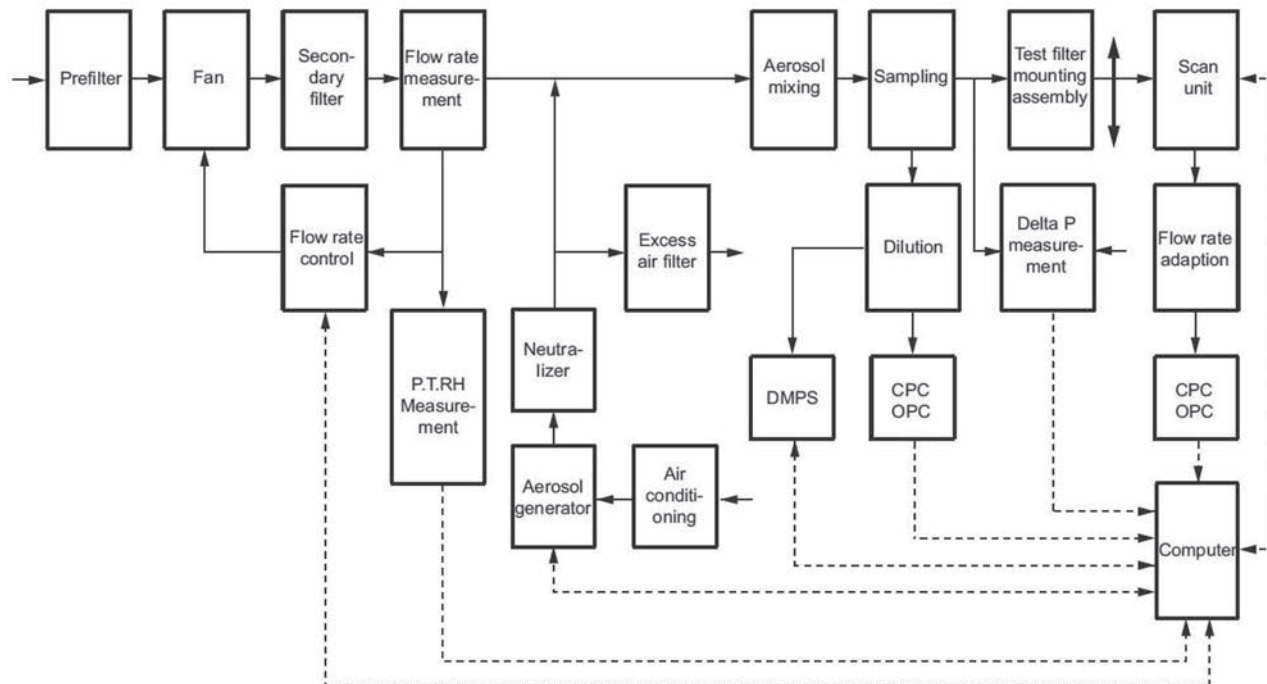 Prefilter
Fan
Secon-
dary
filter
Flow rate
measure-
ment
Aerosol
mixing
Sampling
Test filter
mounting
assembly
Scan
unit
Flow rate
control
Excess
air filter
Dilution
Delta P
measure-
ment
Flow rate
adaption
P.T.RH
Measure-
ment
Neutra-
lizer
DMPS
CPC
OPC
CPC
OPC
Aerosol
generator
Air
conditi-
oning
Computer